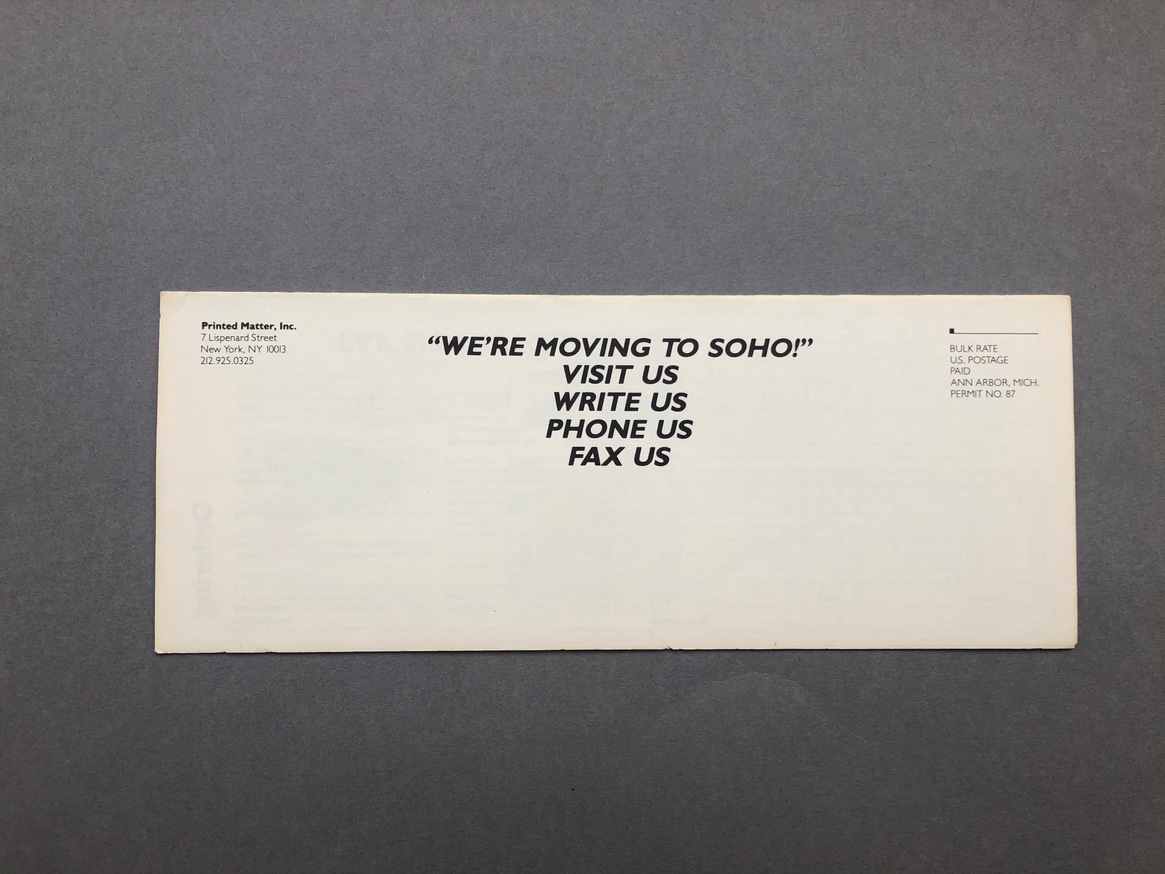 Printed Matter, Inc.
7 Lispenard Street
New York, NY 10013
212.925.0325
“WE’RE MOVING TO SOHO!”
VISIT US
WRITE US
PHONE US
FAX US
BULK RATE
U.S. POSTAGE
PAID
ANN ARBOR, MICH.
PERMIT NO. 87